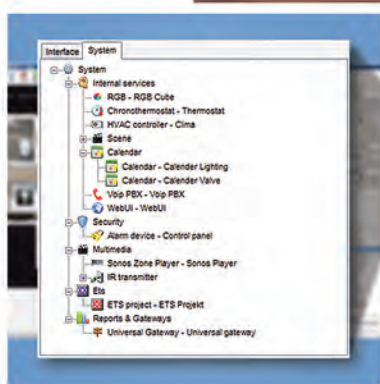 Interface System
System
Internal services
RGB - RGB Cube
Chronothermostat - Thermostat
HVAC controller - Clma
Scene
Calendar
Calendar - Calender Lighting
Calendar - Calender Valve
Voip PBX - Voip PBX
WebUI - WebUI
Security
Alarm device - Control panel
Multimedia
Sonos Zone Player - Sonos Player
IR transmitter
Ets
ETS project - ETS Projekt
Reports & Gateways
Universal Gateway - Universal gateway